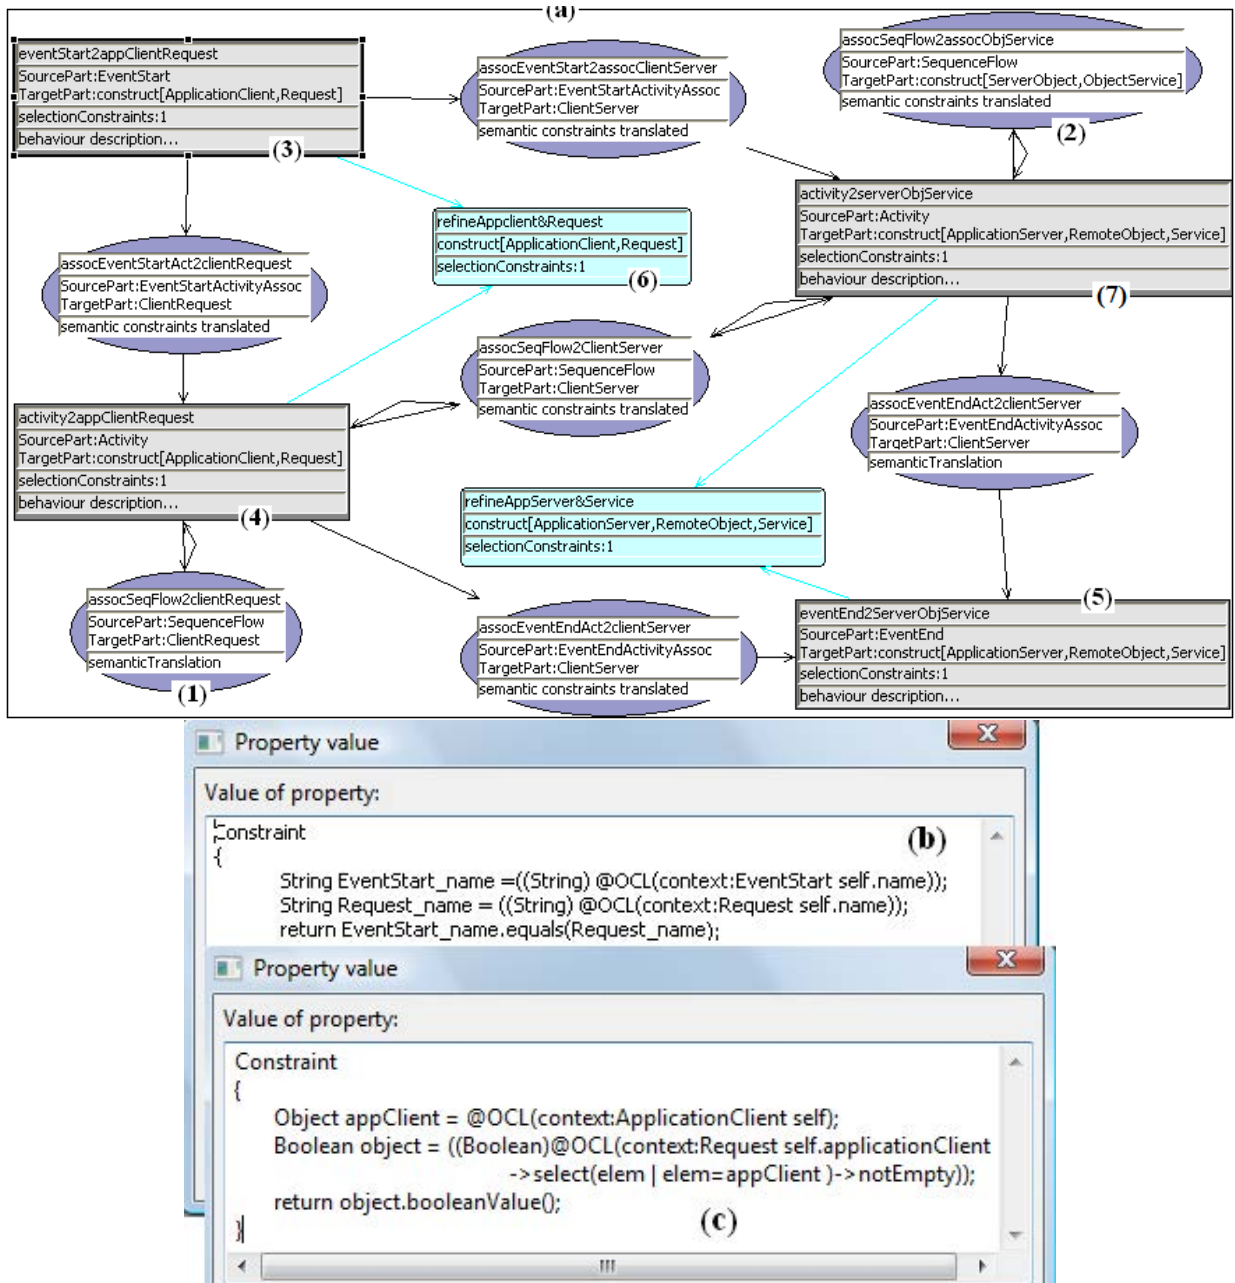 (a)
eventStart2appClientRequest
SourcePart:EventStart
TargetPart:construct[ApplicationClient,Request]
selectionConstraints:1
behaviour description...
(3)
assocEventStart2assocClientServer
SourcePart:EventStartActivityAssoc
TargetPart:ClientServer
semantic constraints translated
assocSeqFlow2assocObjService
SourcePart:SequenceFlow
TargetPart:construct[ServerObject,ObjectService]
semantic constraints translated
(2)
activity2serverObjService
SourcePart:Activity
TargetPart:construct[ApplicationServer,RemoteObject,Service]
selectionConstraints:1
behaviour description...
(7)
refineAppclient&Request
construct[ApplicationClient,Request]
selectionConstraints:1
(6)
assocEventStartAct2clientRequest
SourcePart:EventStartActivityAssoc
TargetPart:ClientRequest
semantic constraints translated
assocSeqFlow2ClientServer
SourcePart:SequenceFlow
TargetPart:ClientServer
semantic constraints translated
assocEventEndAct2clientServer
SourcePart:EventEndActivityAssoc
TargetPart:ClientServer
semanticTranslation
activity2appClientRequest
SourcePart:Activity
TargetPart:construct[ApplicationClient,Request]
selectionConstraints:1
behaviour description...
(4)
refineAppServer&Service
construct[ApplicationServer,RemoteObject,Service]
selectionConstraints:1
assocSeqFlow2clientRequest
SourcePart:SequenceFlow
TargetPart:ClientRequest
semanticTranslation
(1)
assocEventEndAct2clientServer
SourcePart:EventEndActivityAssoc
TargetPart:ClientServer
semantic constraints translated
(5)
eventEnd2ServerObjService
SourcePart:EventEnd
TargetPart:construct[ApplicationServer,RemoteObject,Service]
selectionConstraints:1
behaviour description...
Property value
Value of property:
Constraint
(b)
{
String EventStart_name =((String) @OCL(context:EventStart self.name));
String Request_name = ((String) @OCL(context:Request self.name));
return EventStart_name.equals(Request_name);
Property value
Value of property:
Constraint
{
Object appClient = @OCL(context:ApplicationClient self);
Boolean object = ((Boolean)@OCL(context:Request self.applicationClient
->select(elem | elem=appClient )->notEmpty));
return object.booleanValue();
}
(c)